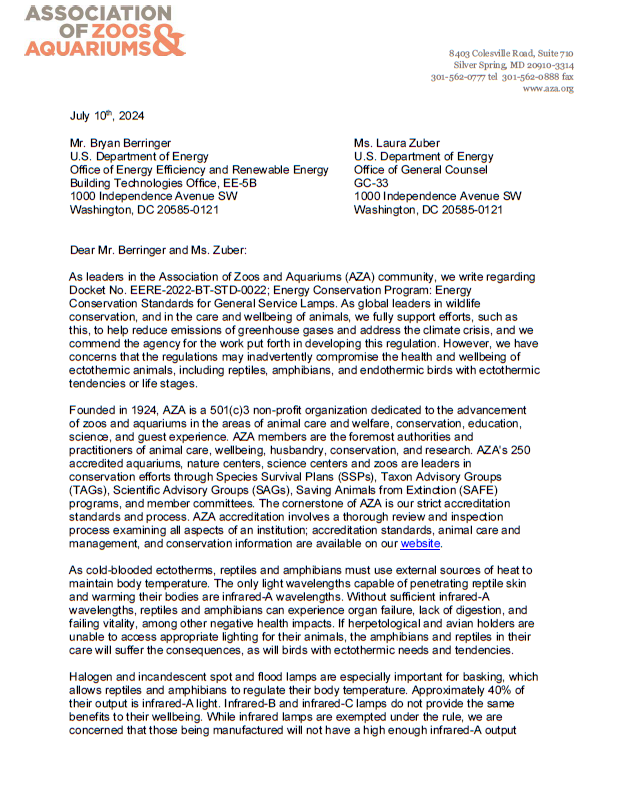 ASSOCIATION
OF ZOOS
AQUARIUMS &
8403 Colesville Road, Suite 710
Silver Spring, MD 20910-3314
301-562-0777 tel 301-562-0888 fax
www.aza.org
July 10th, 2024
Mr. Bryan Berringer
U.S. Department of Energy
Office of Energy Efficiency and Renewable Energy
Building Technologies Office, EE-5B
1000 Independence Avenue SW
Washington, DC 20585-0121
Ms. Laura Zuber
U.S. Department of Energy
Office of General Counsel
GC-33
1000 Independence Avenue SW
Washington, DC 20585-0121
Dear Mr. Berringer and Ms. Zuber:
As leaders in the Association of Zoos and Aquariums (AZA) community, we write regarding
Docket No. EERE-2022-BT-STD-0022; Energy Conservation Program: Energy
Conservation Standards for General Service Lamps. As global leaders in wildlife
conservation, and in the care and wellbeing of animals, we fully support efforts, such as
this, to help reduce emissions of greenhouse gases and address the climate crisis, and we
commend the agency for the work put forth in developing this regulation. However, we have
concerns that the regulations may inadvertently compromise the health and wellbeing of
ectothermic animals, including reptiles, amphibians, and endothermic birds with ectothermic
tendencies or life stages.
Founded in 1924, AZA is a 501(c)3 non-profit organization dedicated to the advancement
of zoos and aquariums in the areas of animal care and welfare, conservation, education,
science, and guest experience. AZA members are the foremost authorities and
practitioners of animal care, wellbeing, husbandry, conservation, and research. AZA's 250
accredited aquariums, nature centers, science centers and zoos are leaders in
conservation efforts through Species Survival Plans (SSPs), Taxon Advisory Groups
(TAGs), Scientific Advisory Groups (SAGs), Saving Animals from Extinction (SAFE)
programs, and member committees. The cornerstone of AZA is our strict accreditation
standards and process. AZA accreditation involves a thorough review and inspection
process examining all aspects of an institution; accreditation standards, animal care and
management, and conservation information are available on our website.
As cold-blooded ectotherms, reptiles and amphibians must use external sources of heat to
maintain body temperature. The only light wavelengths capable of penetrating reptile skin
and warming their bodies are infrared-A wavelengths. Without sufficient infrared-A
wavelengths, reptiles and amphibians can experience organ failure, lack of digestion, and
failing vitality, among other negative health impacts. If herpetological and avian holders are
unable to access appropriate lighting for their animals, the amphibians and reptiles in their
care will suffer the consequences, as will birds with ectothermic needs and tendencies.
Halogen and incandescent spot and flood lamps are especially important for basking, which
allows reptiles and amphibians to regulate their body temperature. Approximately 40% of
their output is infrared-A light. Infrared-B and infrared-C lamps do not provide the same
benefits to their wellbeing. While infrared lamps are exempted under the rule, we are
concerned that those being manufactured will not have a high enough infrared-A output